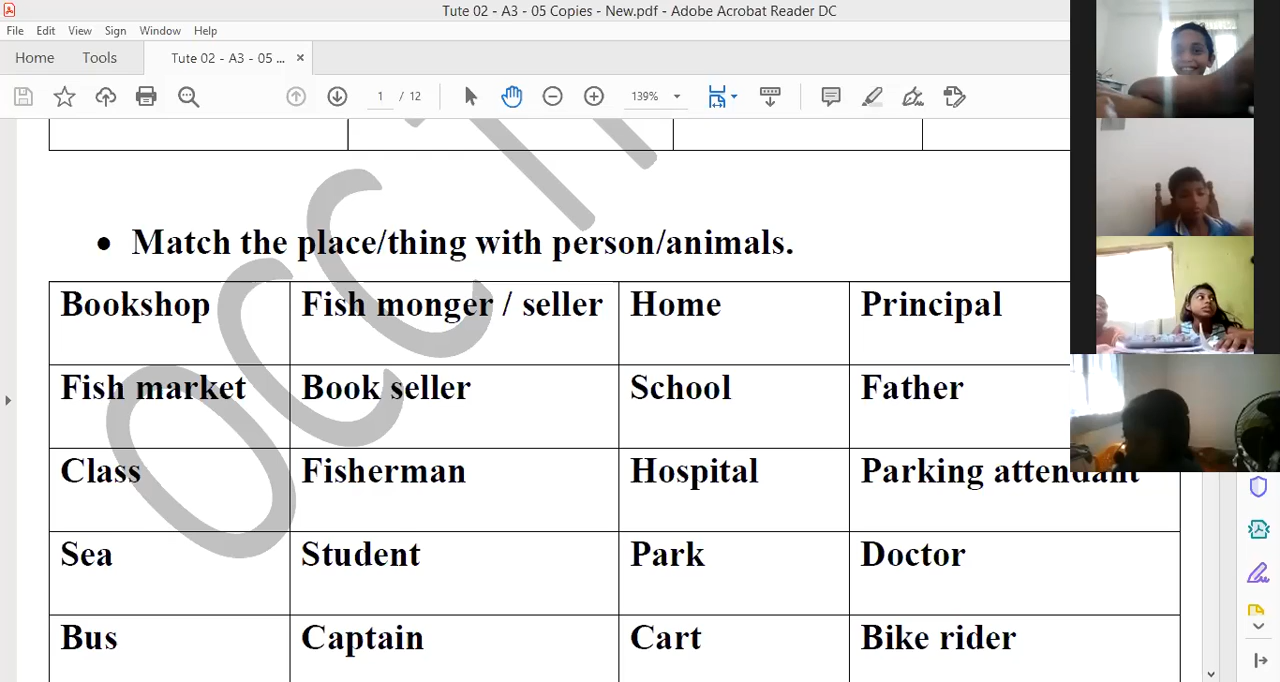 Tute 02 - A3 - 05 Copies - New.pdf - Adobe Acrobat Reader DC
File Edit View Sign Window Help
Home Tools Tute 02 - A3 - 05 ... ×
1 / 12 139%
• Match the place/thing with person/animals.
Bookshop Fish monger / seller Home Principal
Fish market Book seller School Father
Class Fisherman Hospital Parking attendant
Sea Student Park Doctor
Bus Captain Cart Bike rider
OCC